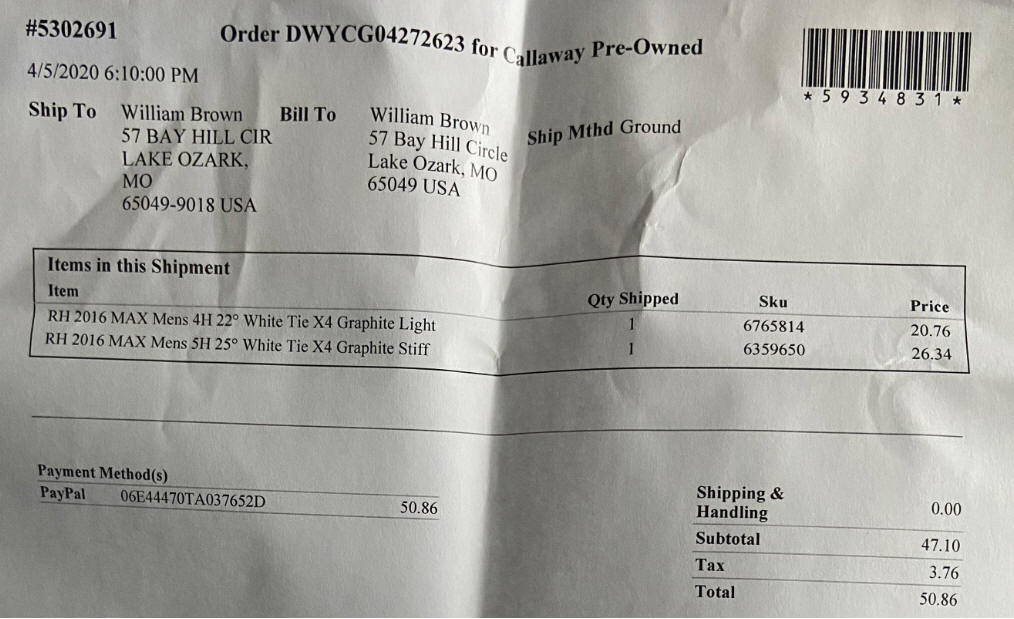 #5302691
Order DWYCG04272623 for Callaway Pre-Owned
4/5/2020 6:10:00 PM
*5934831*
Ship To
William Brown
57 BAY HILL CIR
LAKE OZARK,
MO
65049-9018 USA
Bill To
William Brown
57 Bay Hill Circle
Lake Ozark, MO
65049 USA
Ship Mthd Ground
Items in this Shipment
Item Qty Shipped Sku Price
RH 2016 MAX Mens 4H 22° White Tie X4 Graphite Light 1 6765814 20.76
RH 2016 MAX Mens 5H 25° White Tie X4 Graphite Stiff 1 6359650 26.34
Payment Method(s)
PayPal 06E44470TA037652D 50.86
Shipping &
Handling 0.00
Subtotal 47.10
Tax 3.76
Total 50.86